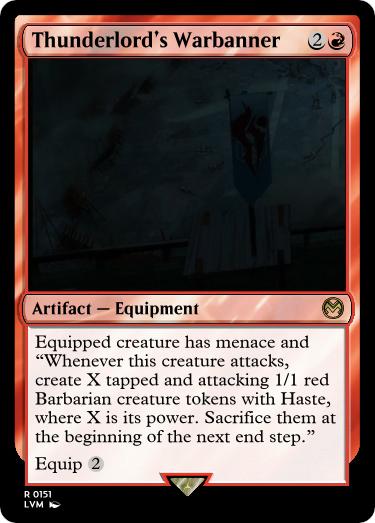 Thunderlord's Warbanner 2
Artifact — Equipment
Equipped creature has menace and
“Whenever this creature attacks,
create X tapped and attacking 1/1 red
Barbarian creature tokens with Haste,
where X is its power. Sacrifice them at
the beginning of the next end step.”
Equip 2
R 0151
LVM